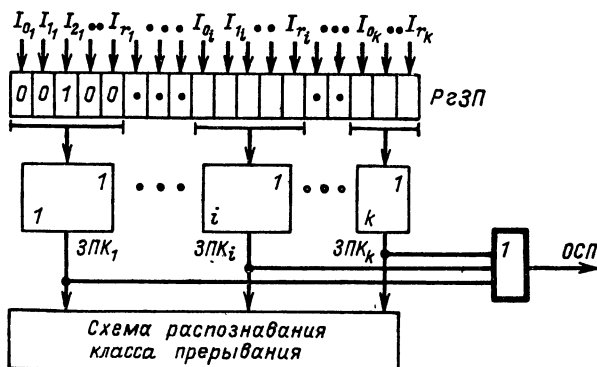 I₀₁ I₁₁ I₂₁ •• Iᵣ₁ • • • I₀ᵢ I₁ᵢ •• Iᵣᵢ • • • I₀ₖ •• Iᵣₖ
0 0 1 0 0 • • • • • РгЗП
1 1 • • • i 1 • • • k 1
ЗПК₁ ЗПКᵢ ЗПКₖ 1 ОСП
Схема распознавания
класса прерывания